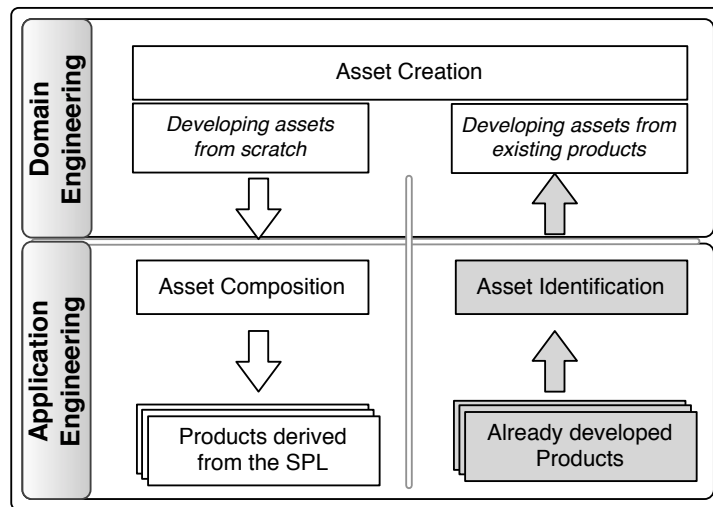 Domain
Engineering
Asset Creation
Developing assets
from scratch
Developing assets from
existing products
Application
Engineering
Asset Composition
Asset Identification
Products derived
from the SPL
Already developed
Products